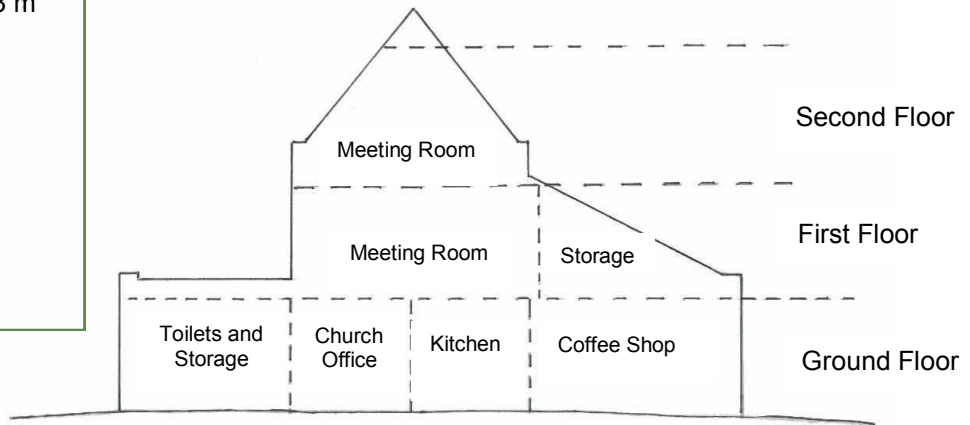 m
Second Floor
Meeting Room
First Floor
Meeting Room
Storage
Toilets and
Storage
Church
Office
Kitchen
Coffee Shop
Ground Floor